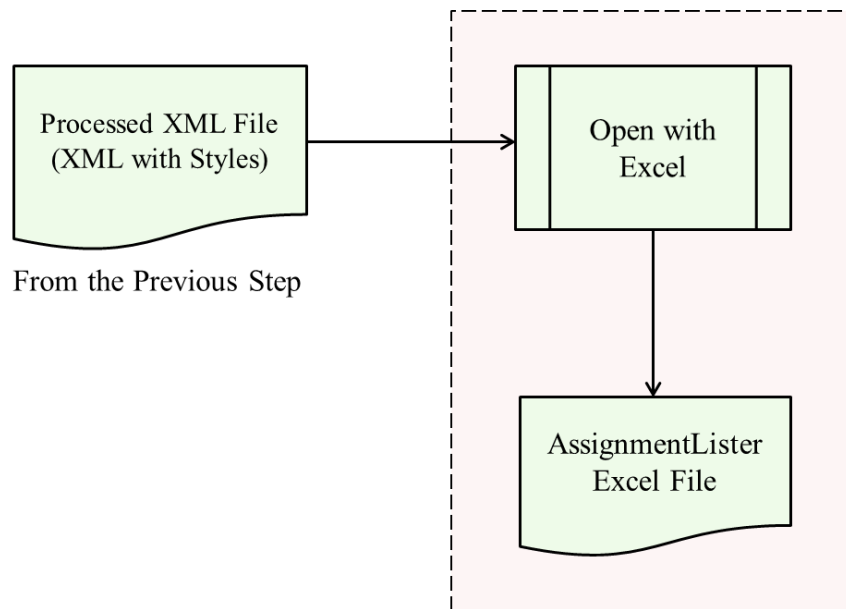 Processed XML File
(XML with Styles)
From the Previous Step
Open with
Excel
AssignmentLister
Excel File